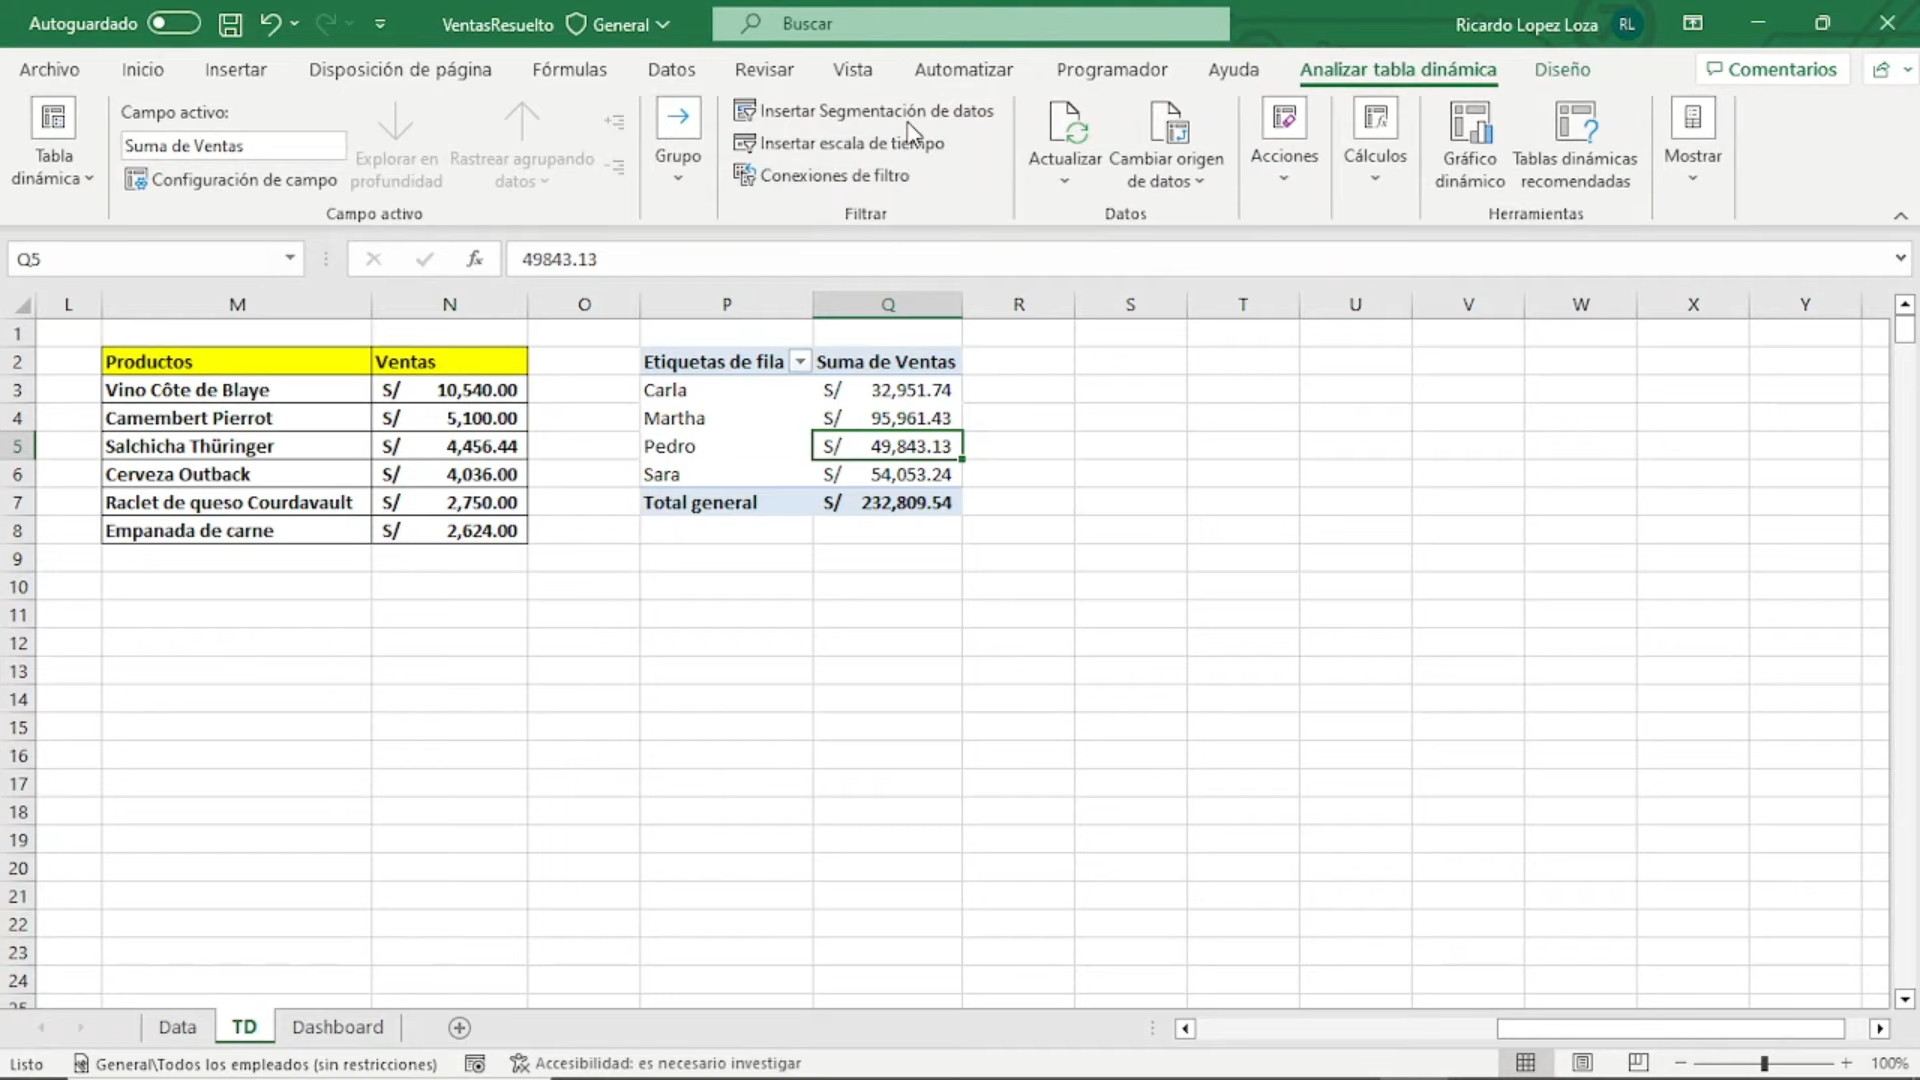 Autoguardado VentasResuelto General Buscar Ricardo Lopez Loza RL
Archivo Inicio Insertar Disposición de página Fórmulas Datos Revisar Vista Automatizar Programador Ayuda Analizar tabla dinámica Diseño Comentarios
Tabla dinámica
Campo activo:
Suma de Ventas
Configuración de campo
Explorar en profundidad
Rastrear agrupando datos
Campo activo
Grupo
Insertar Segmentación de datos
Insertar escala de tiempo
Conexiones de filtro
Filtrar
Actualizar
Cambiar origen de datos
Datos
Acciones
Cálculos
Gráfico dinámico
Tablas dinámicas recomendadas
Herramientas
Mostrar
Q5 fx 49843.13
L M N O P Q R S T U V W X Y
1
2 Productos Ventas Etiquetas de fila Suma de Ventas
3 Vino Côte de Blaye S/ 10,540.00 Carla S/ 32,951.74
4 Camembert Pierrot S/ 5,100.00 Martha S/ 95,961.43
5 Salchicha Thüringer S/ 4,456.44 Pedro S/ 49,843.13
6 Cerveza Outback S/ 4,036.00 Sara S/ 54,053.24
7 Raclet de queso Courdavault S/ 2,750.00 Total general S/ 232,809.54
8 Empanada de carne S/ 2,624.00
9
10
11
12
13
14
15
16
17
18
19
20
21
22
23
24
25
Data TD Dashboard
Listo General\Todos los empleados (sin restricciones) Accesibilidad: es necesario investigar 100%